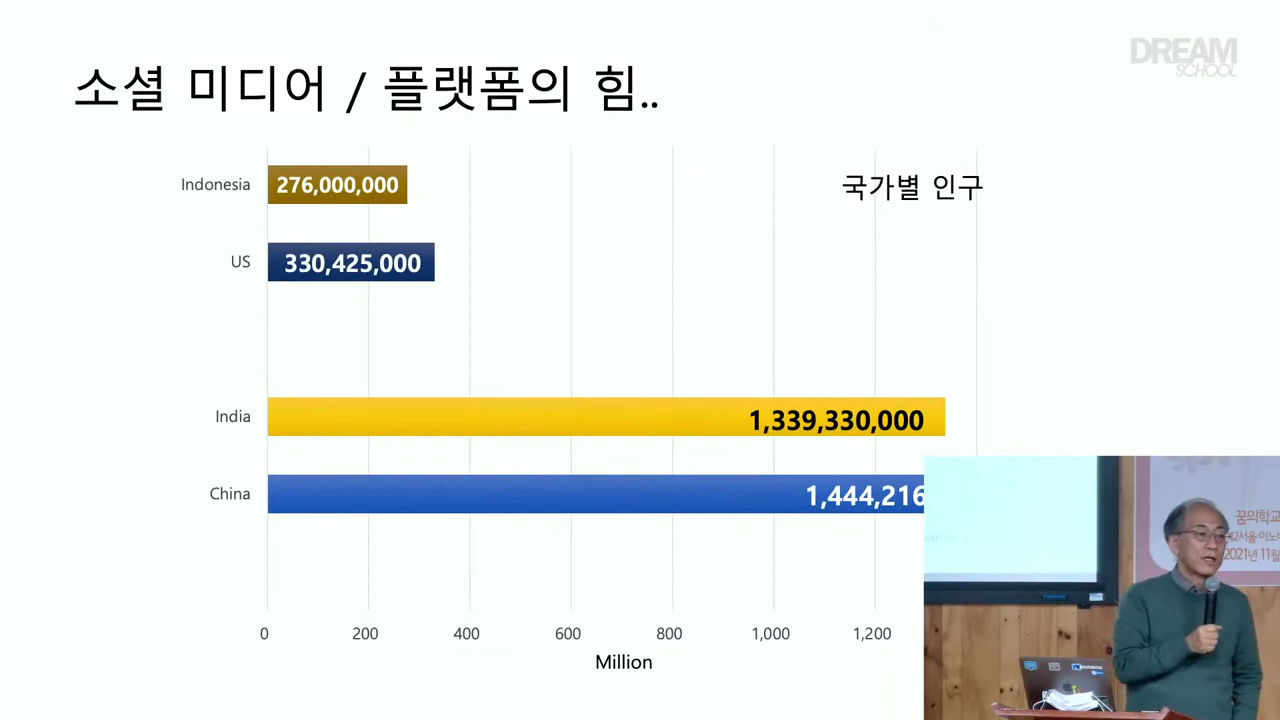 DREAM
SCHOOL
소셜 미디어 / 플랫폼의 힘..
국가별 인구
Indonesia 276,000,000
US 330,425,000
India 1,339,330,000
China 1,444,216
0 200 400 600 800 1,000 1,200
Million
꿈의학교
2021년 11월